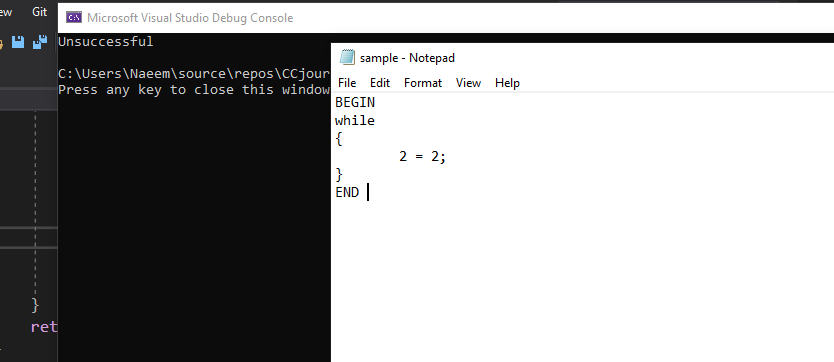 ew Git
Microsoft Visual Studio Debug Console
Unsuccessful
C:\Users\Naeem\source\repos\CCjour
Press any key to close this window
sample - Notepad
File Edit Format View Help
BEGIN
while
{
2 = 2;
}
END
}
ret